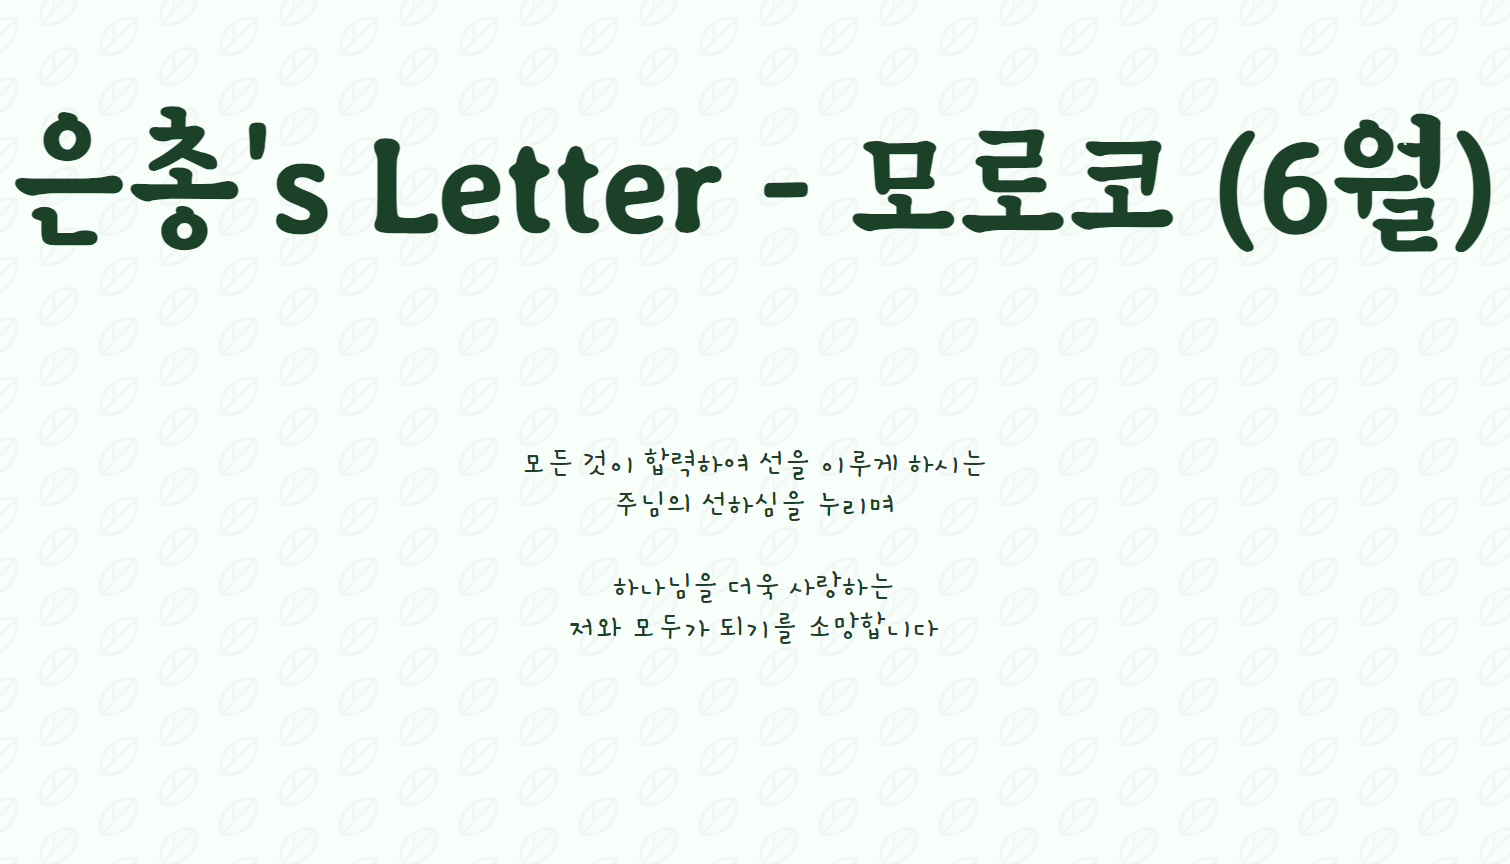 은총's Letter - 모로코 (6월)
모든 것이 합력하여 선을 이루게 하시는
주님의 선하심을 누리며
하나님을 더욱 사랑하는
저와 모두가 되기를 소망합니다